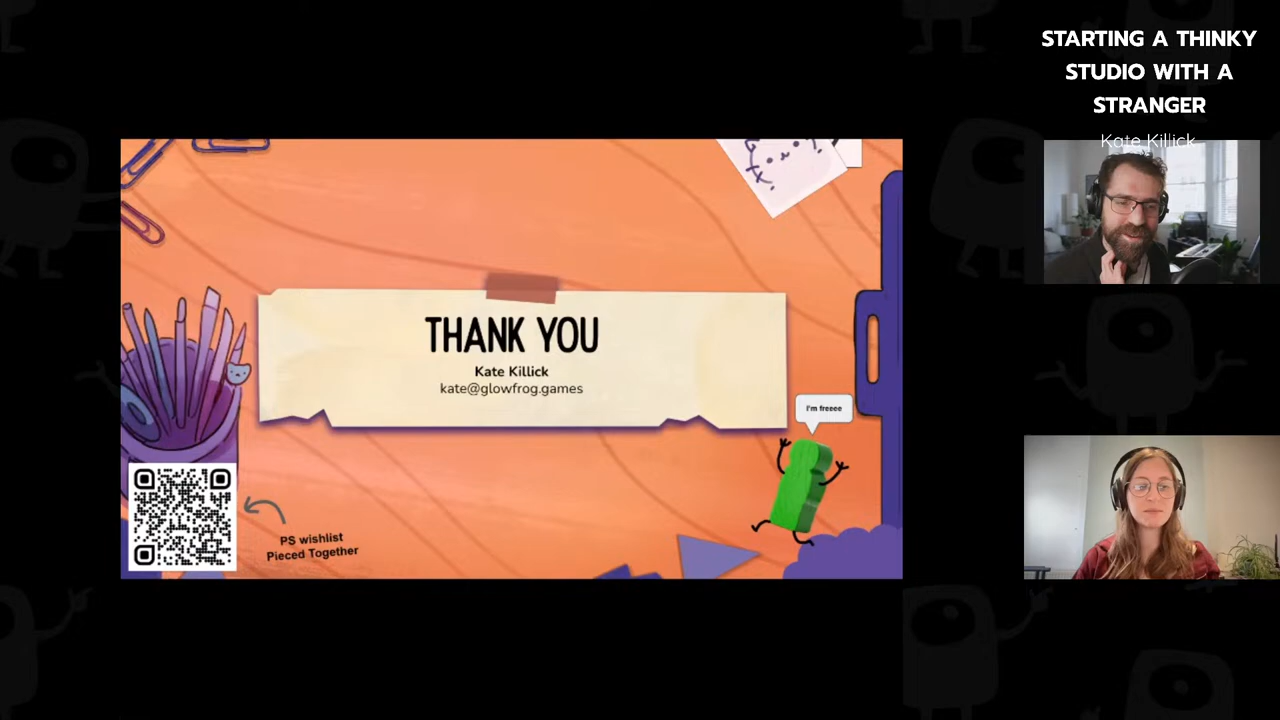 STARTING A THINKY
STUDIO WITH A
STRANGER
Kate Killick
THANK YOU
Kate Killick
kate@glowfrog.games
I'm freeee
PS wishlist
Pieced Together